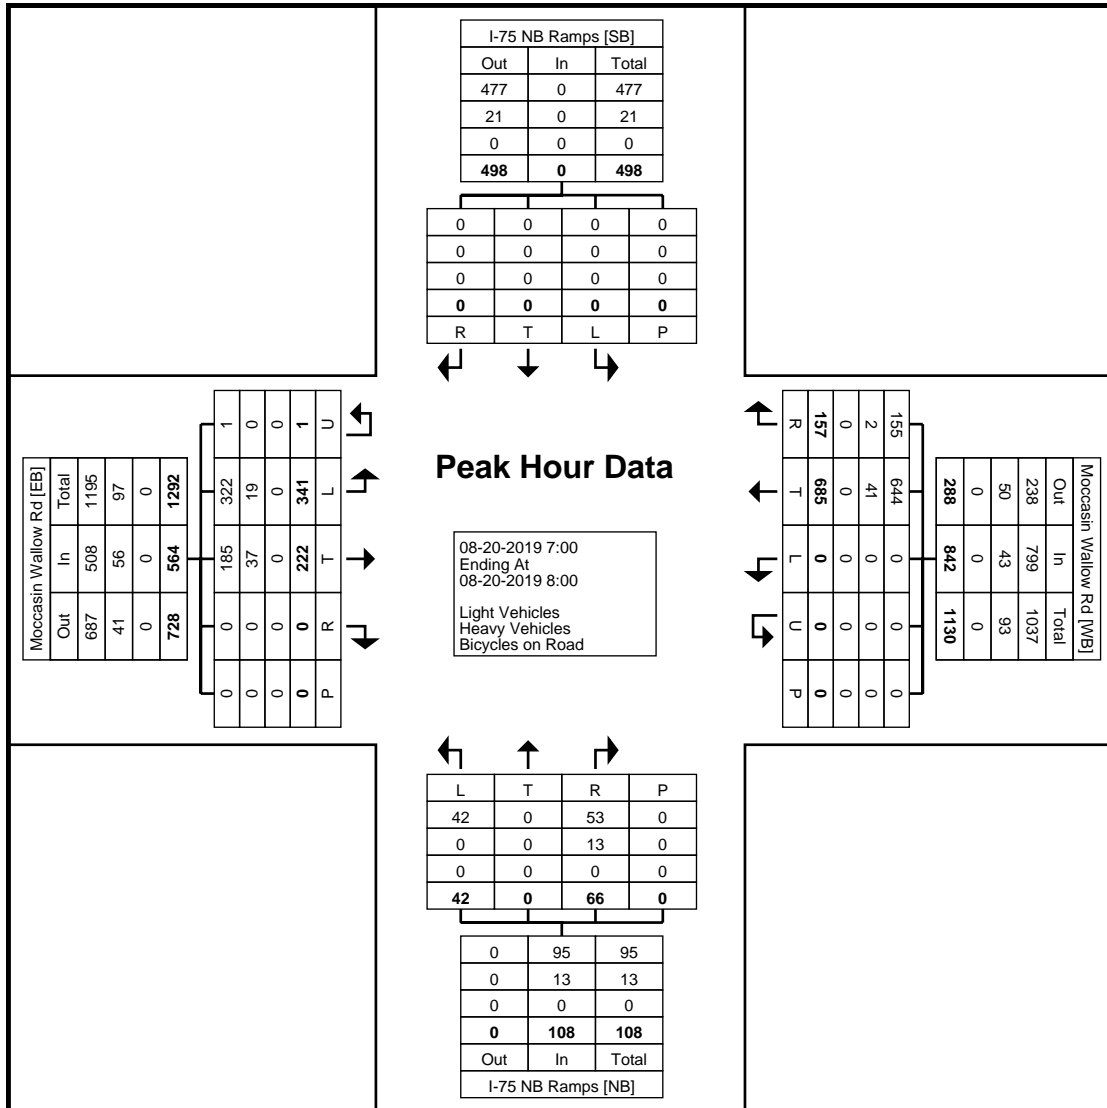 I-75 NB Ramps [SB]
Out In Total
477 0 477
21 0 21
0 0 0
498 0 498
0 0 0 0
0 0 0 0
0 0 0 0
0 0 0 0
R T L P
Moccasin Wallow Rd [EB]
Total In Out
1195 508 687
97 56 41
0 0 0
1292 564 728
1 322 185 0 0
0 19 37 0 0
0 0 0 0 0
1 341 222 0 0
U L T R P
Peak Hour Data
08-20-2019 7:00
Ending At
08-20-2019 8:00
Light Vehicles
Heavy Vehicles
Bicycles on Road
R T L U P
157 685 0 0 0
0 0 0 0 0
2 41 0 0 0
155 644 0 0 0
Moccasin Wallow Rd [WB]
Out In Total
238 799 1037
50 43 93
0 0 0
288 842 1130
L T R P
42 0 53 0
0 0 13 0
0 0 0 0
42 0 66 0
0 95 95
0 13 13
0 0 0
0 108 108
Out In Total
I-75 NB Ramps [NB]